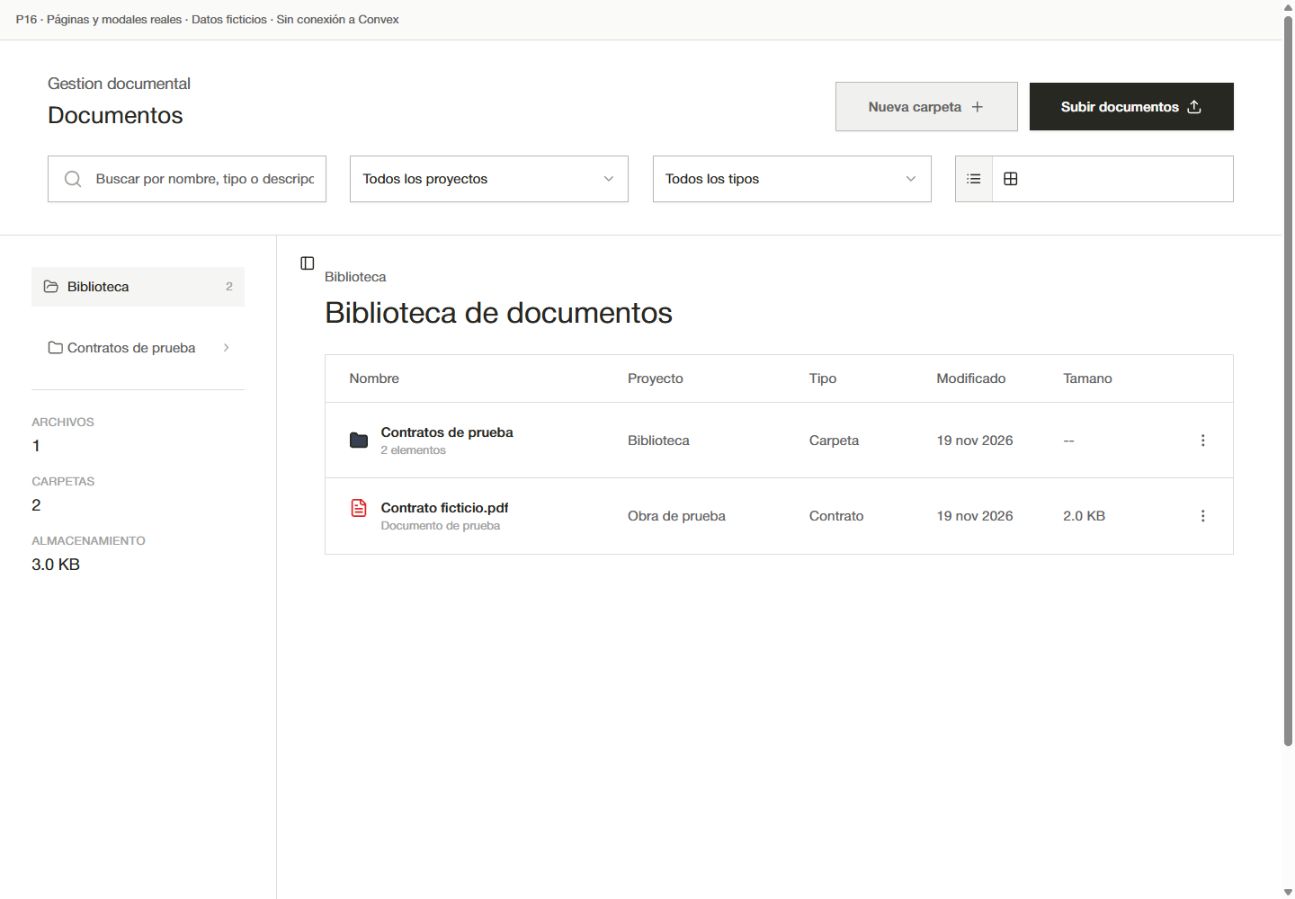 P16 · Páginas y modales reales · Datos ficticios · Sin conexión a Convex
Gestion documental
Documentos
Nueva carpeta
Subir documentos
Buscar por nombre, tipo o descripc
Todos los proyectos
Todos los tipos
Biblioteca 2
Contratos de prueba
ARCHIVOS
1
CARPETAS
2
ALMACENAMIENTO
3.0 KB
Biblioteca
Biblioteca de documentos
Nombre Proyecto Tipo Modificado Tamano
Contratos de prueba
2 elementos
Biblioteca Carpeta 19 nov 2026 --
Contrato ficticio.pdf
Documento de prueba
Obra de prueba Contrato 19 nov 2026 2.0 KB